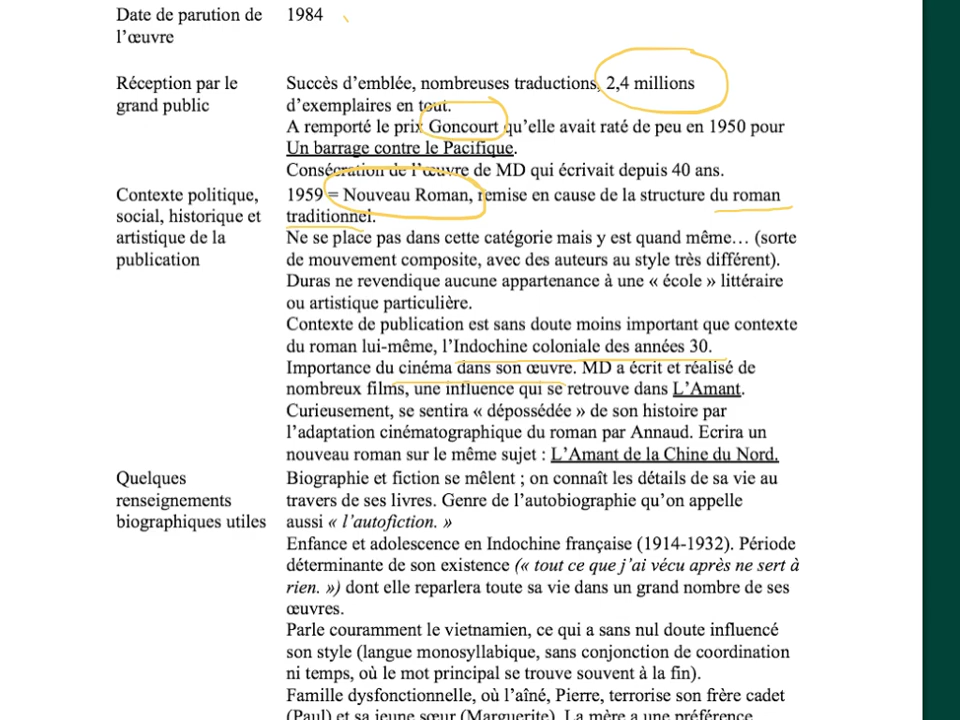 Date de parution de 1984
l’œuvre
Réception par le Succès d’emblée, nombreuses traductions, 2,4 millions
grand public d’exemplaires en tout.
A remporté le prix Goncourt qu’elle avait raté de peu en 1950 pour
Un barrage contre le Pacifique.
Consécration de l’œuvre de MD qui écrivait depuis 40 ans.
Contexte politique, 1959 = Nouveau Roman, remise en cause de la structure du roman
social, historique et traditionnel.
artistique de la Ne se place pas dans cette catégorie mais y est quand même… (sorte
publication de mouvement composite, avec des auteurs au style très différent).
Duras ne revendique aucune appartenance à une « école » littéraire
ou artistique particulière.
Contexte de publication est sans doute moins important que contexte
du roman lui-même, l’Indochine coloniale des années 30.
Importance du cinéma dans son œuvre. MD a écrit et réalisé de
nombreux films, une influence qui se retrouve dans L’Amant.
Curieusement, se sentira « dépossédée » de son histoire par
l’adaptation cinématographique du roman par Annaud. Ecrira un
nouveau roman sur le même sujet : L’Amant de la Chine du Nord.
Quelques Biographie et fiction se mêlent ; on connaît les détails de sa vie au
renseignements travers de ses livres. Genre de l’autobiographie qu’on appelle
biographiques utiles aussi « l’autofiction. »
Enfance et adolescence en Indochine française (1914-1932). Période
déterminante de son existence (« tout ce que j’ai vécu après ne sert à
rien. ») dont elle reparlera toute sa vie dans un grand nombre de ses
œuvres.
Parle couramment le vietnamien, ce qui a sans nul doute influencé
son style (langue monosyllabique, sans conjonction de coordination
ni temps, où le mot principal se trouve souvent à la fin).
Famille dysfonctionnelle, où l’aîné, Pierre, terrorise son frère cadet
(Paul) et sa jeune sœur (Marguerite). La mère a une préférence